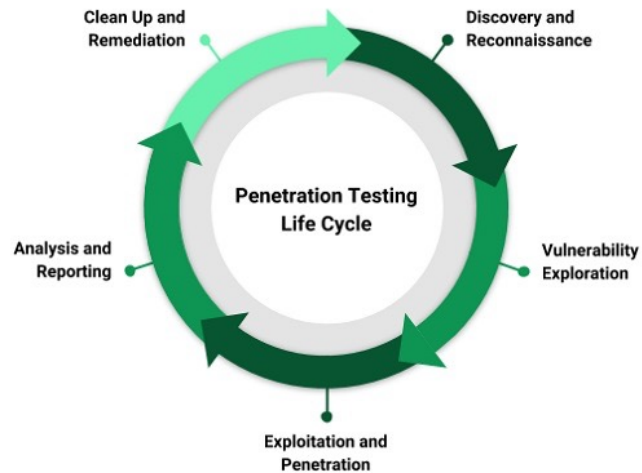 Clean Up and
Remediation
Discovery and
Reconnaissance
Penetration Testing
Life Cycle
Analysis and
Reporting
Vulnerability
Exploration
Exploitation and
Penetration